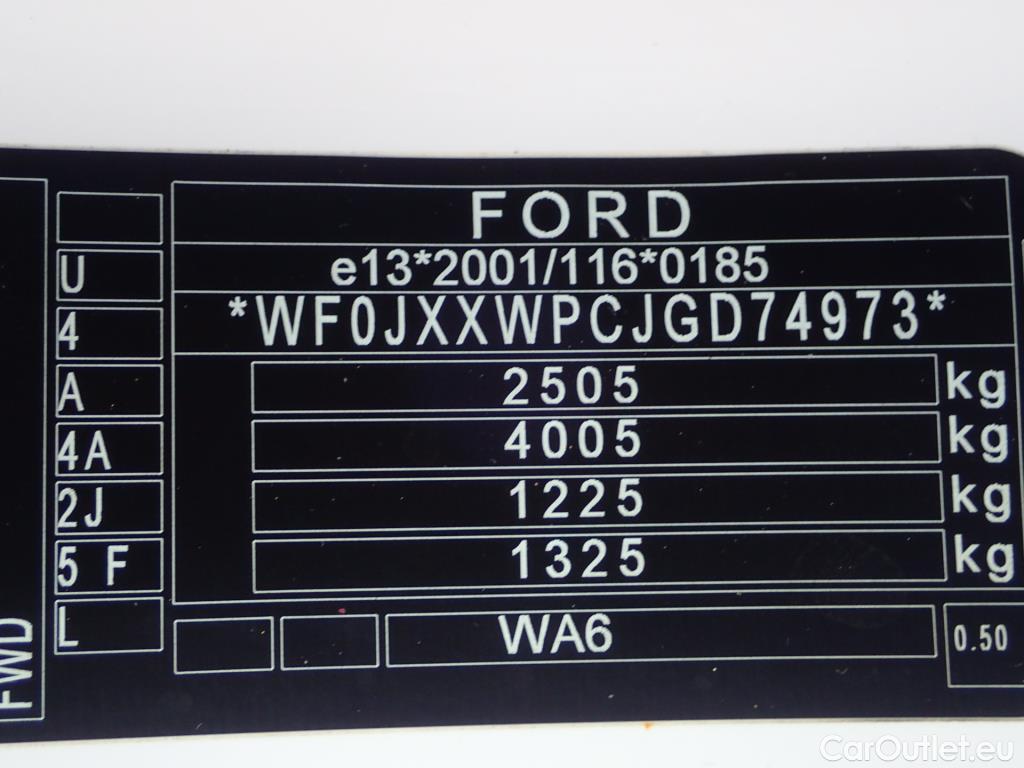 FORD
e13*2001/116*0185
*WF0JXXWPCJGD74973*
2505 kg
4005 kg
1225 kg
1325 kg
WA6
0.50
U
4
A
4A
2J
5 F
L
FWD
CarOutlet.eu